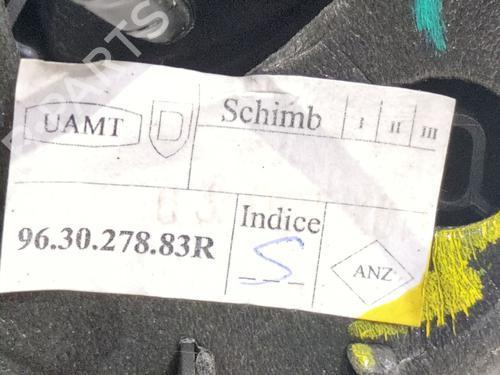 UAMT D Schimb I II III
96.30.278.83R Indice
S
ANZ